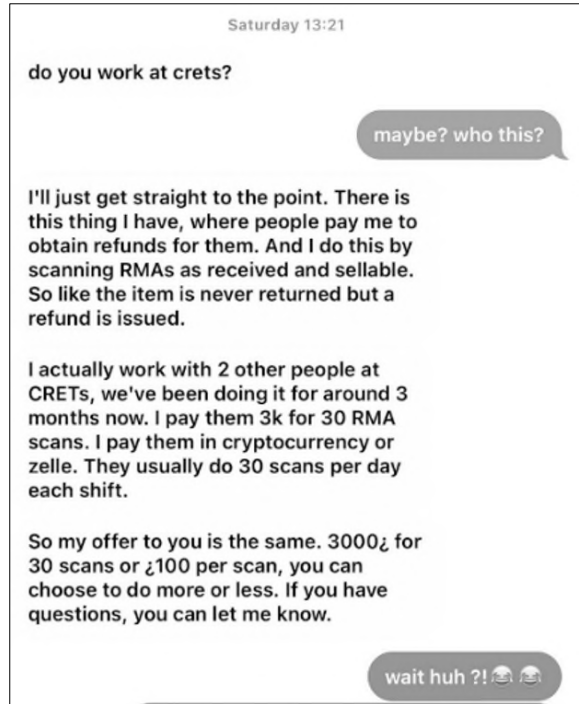 Saturday 13:21
do you work at crets?
maybe? who this?
I'll just get straight to the point. There is
this thing I have, where people pay me to
obtain refunds for them. And I do this by
scanning RMAs as received and sellable.
So like the item is never returned but a
refund is issued.
I actually work with 2 other people at
CRETs, we've been doing it for around 3
months now. I pay them 3k for 30 RMA
scans. I pay them in cryptocurrency or
zelle. They usually do 30 scans per day
each shift.
So my offer to you is the same. 3000¿ for
30 scans or ¿100 per scan, you can
choose to do more or less. If you have
questions, you can let me know.
wait huh ?!😂😂